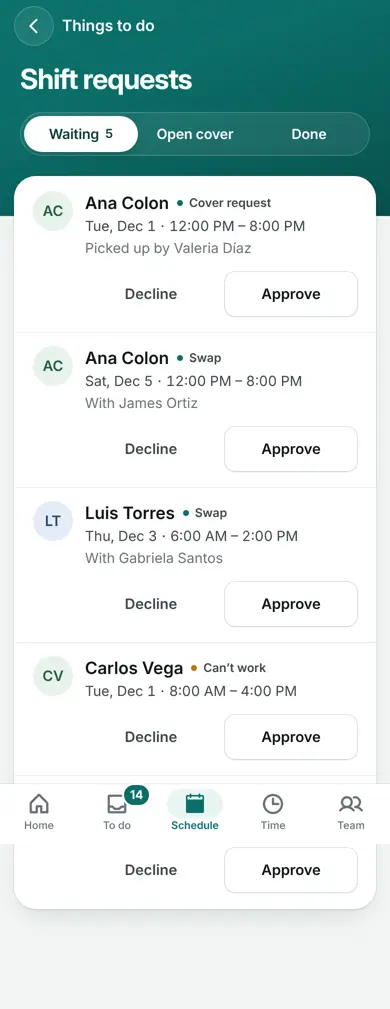 Things to do
Shift requests
Waiting 5
Open cover
Done
AC
Ana Colon • Cover request
Tue, Dec 1 · 12:00 PM – 8:00 PM
Picked up by Valeria Díaz
Decline
Approve
AC
Ana Colon • Swap
Sat, Dec 5 · 12:00 PM – 8:00 PM
With James Ortiz
Decline
Approve
LT
Luis Torres • Swap
Thu, Dec 3 · 6:00 AM – 2:00 PM
With Gabriela Santos
Decline
Approve
CV
Carlos Vega • Can’t work
Tue, Dec 1 · 8:00 AM – 4:00 PM
Decline
Approve
14
Home
To do
Schedule
Time
Team
Decline
Approve